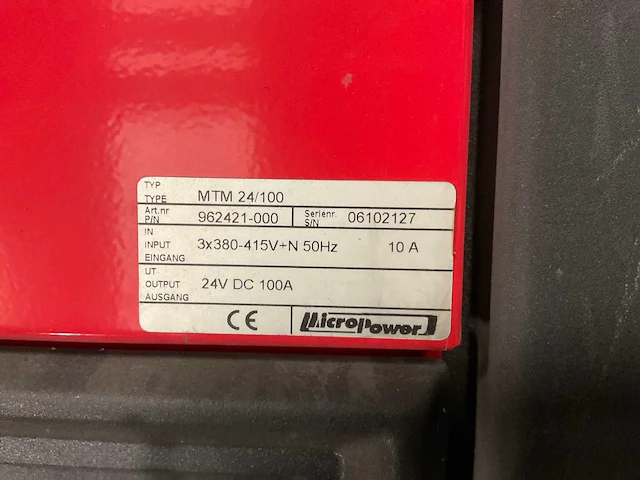 TYP
TYPE MTM 24/100
Art.nr
P/N 962421-000 Serienr. S/N 06102127
IN
INPUT 3x380-415V+N 50Hz 10 A
EINGANG
UT
OUTPUT 24V DC 100A
AUSGANG
CE MicroPower